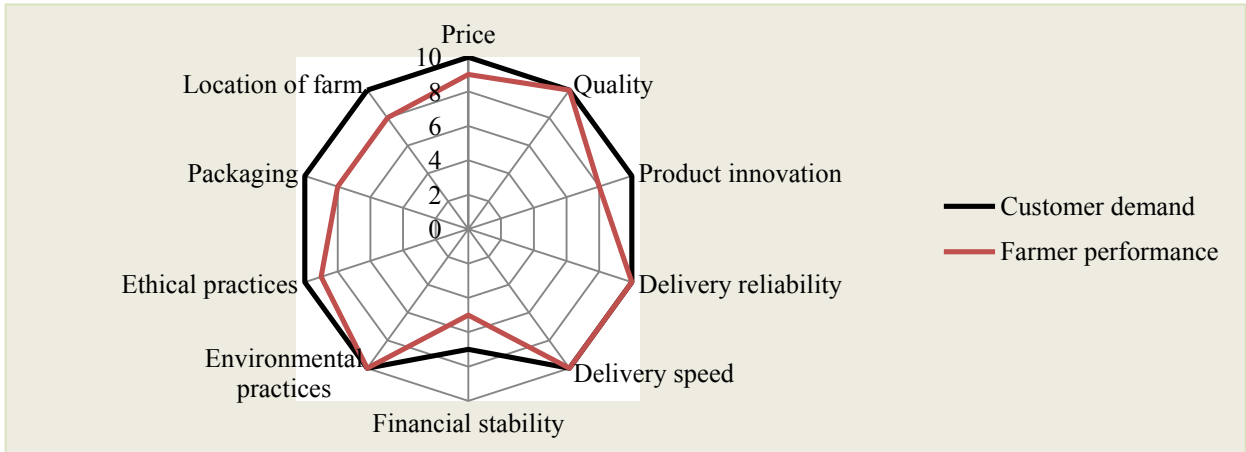 Price
10
Location of farm
8
Quality
6
Packaging
4
Product innovation
2
0
Customer demand
Farmer performance
Ethical practices
Delivery reliability
Environmental
practices
Delivery speed
Financial stability